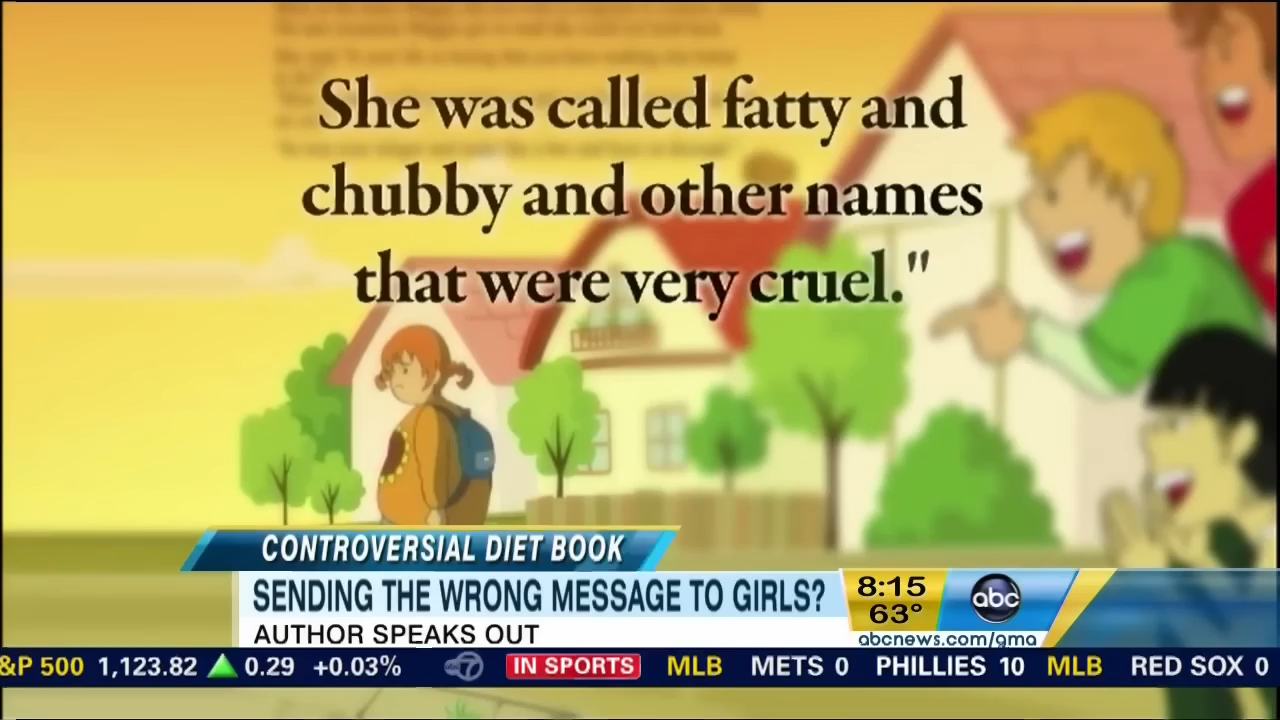 She was called fatty and
chubby and other names
that were very cruel."
CONTROVERSIAL DIET BOOK
SENDING THE WRONG MESSAGE TO GIRLS?
AUTHOR SPEAKS OUT
8:15
63°
abc
abcnews.com/gma
&P 500 1,123.82 0.29 +0.03% abc 7 IN SPORTS MLB METS 0 PHILLIES 10 MLB RED SOX 0